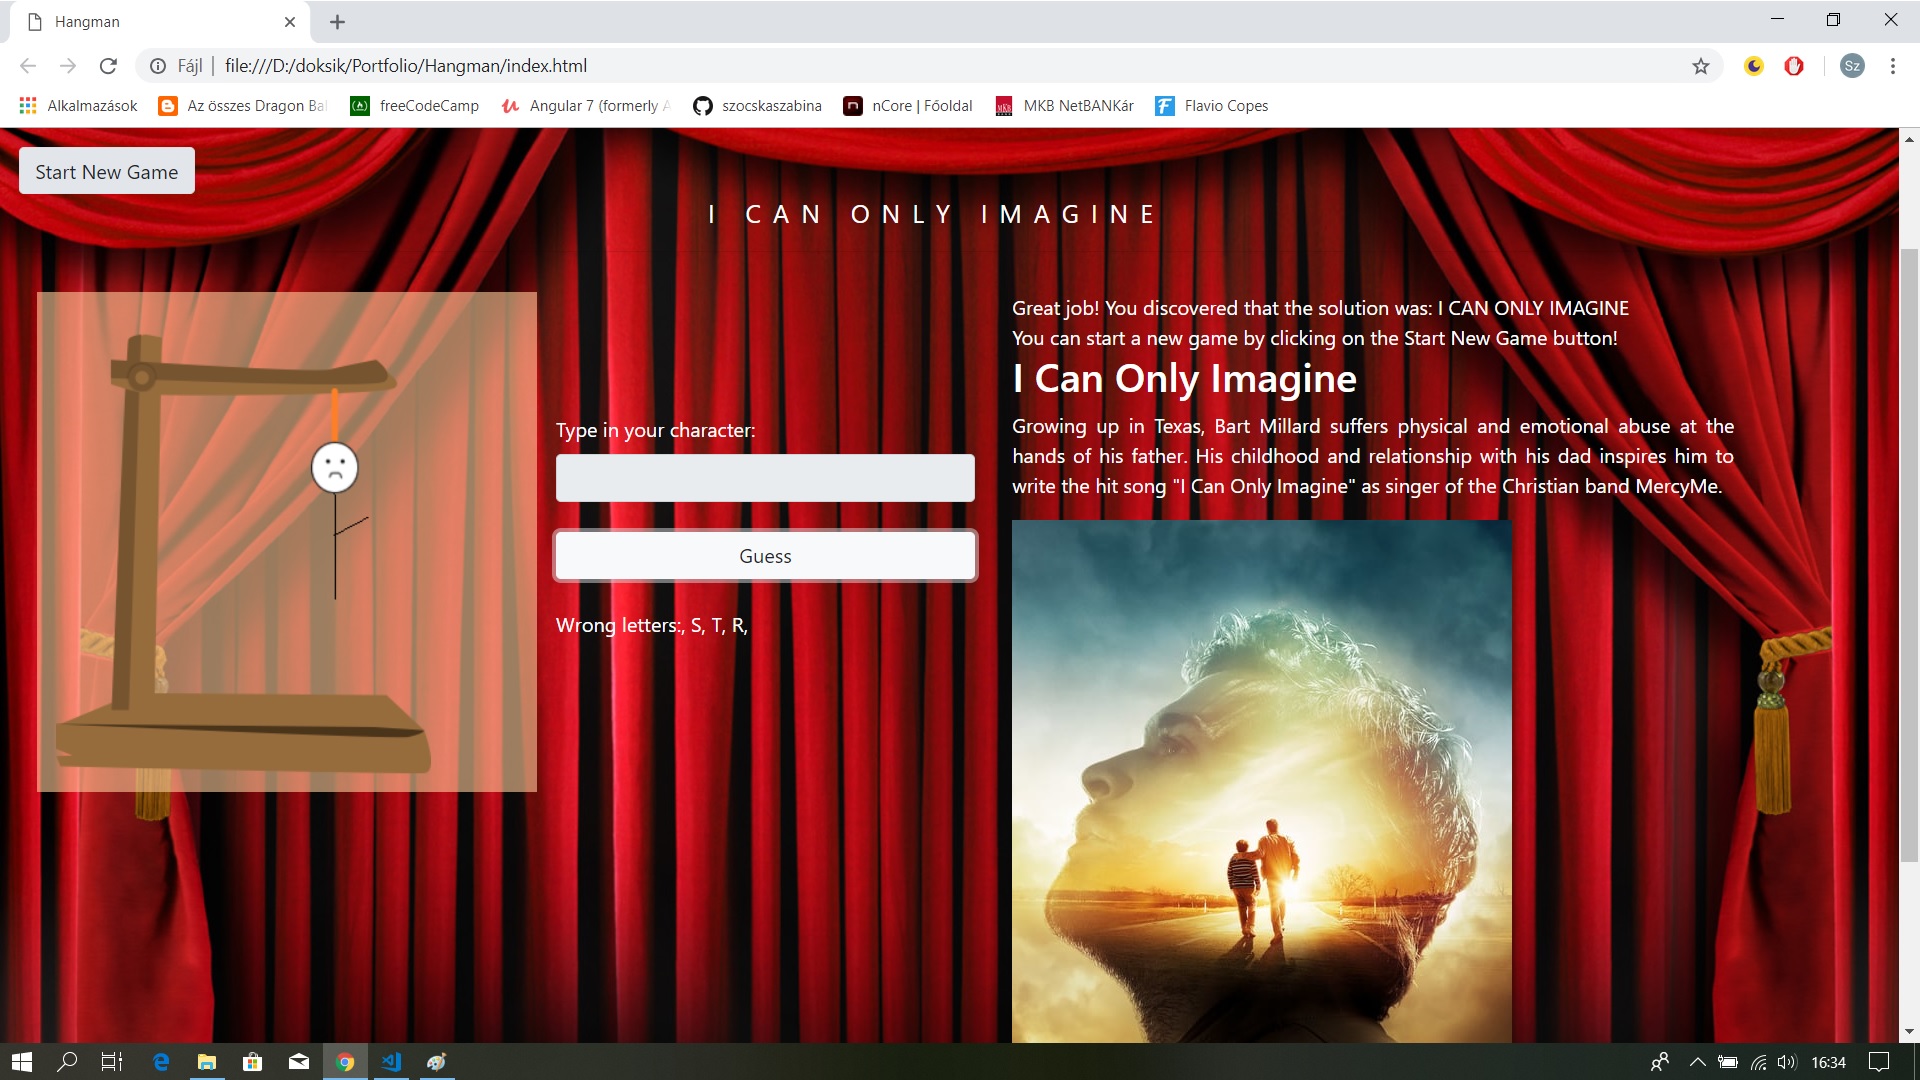 Hangman
Fájl | file:///D:/doksik/Portfolio/Hangman/index.html
Sz
Alkalmazások
Az összes Dragon Bal
freeCodeCamp
Angular 7 (formerly A
szocskaszabina
nCore | Főoldal
MKB
MKB NetBANKár
Flavio Copes
Start New Game
I CAN ONLY IMAGINE
Great job! You discovered that the solution was: I CAN ONLY IMAGINE
You can start a new game by clicking on the Start New Game button!
I Can Only Imagine
Growing up in Texas, Bart Millard suffers physical and emotional abuse at the
hands of his father. His childhood and relationship with his dad inspires him to
write the hit song "I Can Only Imagine" as singer of the Christian band MercyMe.
Type in your character:
Guess
Wrong letters:, S, T, R,
16:34